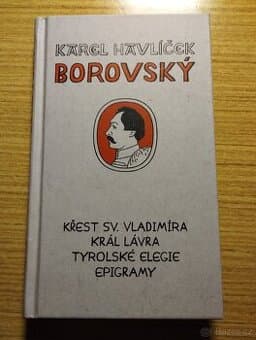 KAREL HAVLÍČEK
BOROVSKÝ
KŘEST SV. VLADIMÍRA
KRÁL LÁVRA
TYROLSKÉ ELEGIE
EPIGRAMY